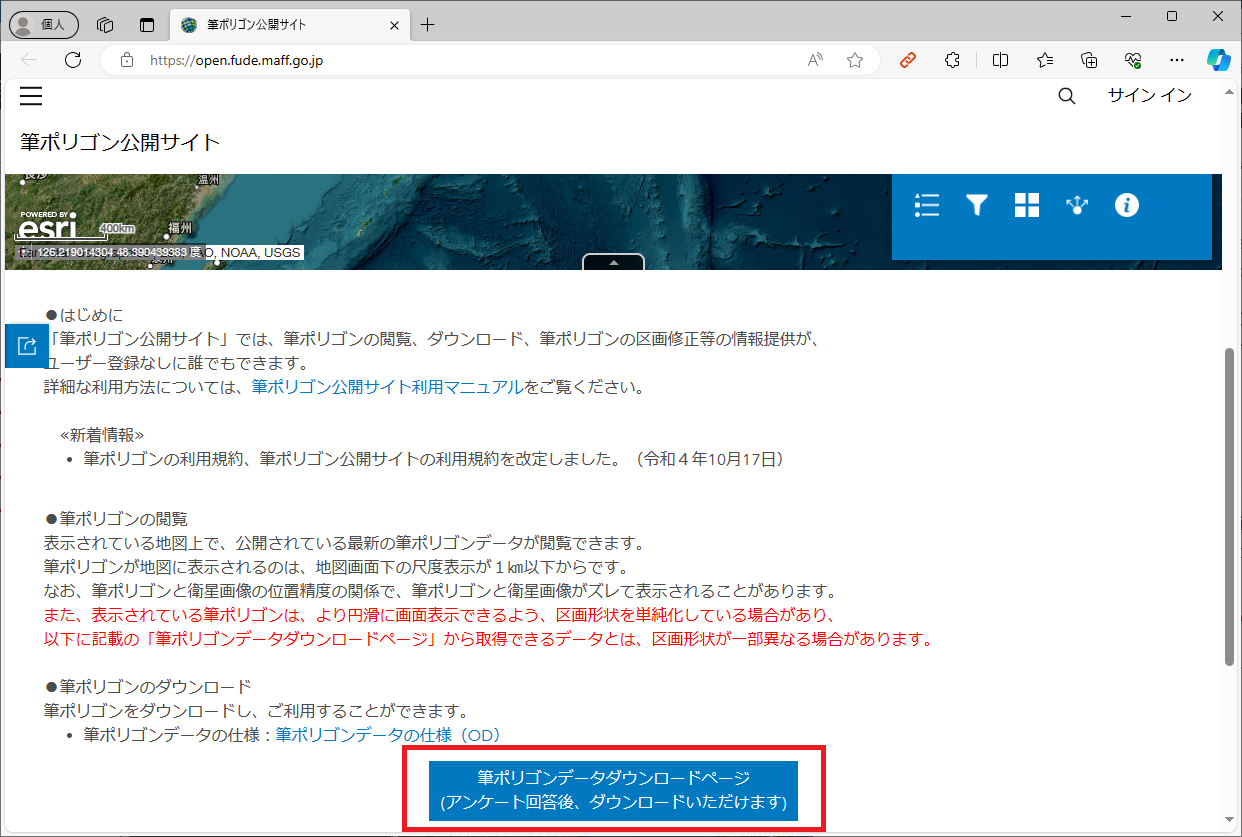 個人
筆ポリゴン公開サイト
https://open.fude.maff.go.jp
サイン イン
筆ポリゴン公開サイト
温州
POWERED BY
esri
400km
福州
126.219014304 48.390439383 度
O, NOAA, USGS
●はじめに
「筆ポリゴン公開サイト」では、筆ポリゴンの閲覧、ダウンロード、筆ポリゴンの区画修正等の情報提供が、
ユーザー登録なしに誰でもできます。
詳細な利用方法については、筆ポリゴン公開サイト利用マニュアルをご覧ください。
≪新着情報≫
• 筆ポリゴンの利用規約、筆ポリゴン公開サイトの利用規約を改定しました。（令和４年10月17日）
●筆ポリゴンの閲覧
表示されている地図上で、公開されている最新の筆ポリゴンデータが閲覧できます。
筆ポリゴンが地図に表示されるのは、地図画面下の尺度表示が１㎞以下からです。
なお、筆ポリゴンと衛星画像の位置精度の関係で、筆ポリゴンと衛星画像がズレて表示されることがあります。
また、表示されている筆ポリゴンは、より円滑に画面表示できるよう、区画形状を単純化している場合があり、
以下に記載の「筆ポリゴンデータダウンロードページ」から取得できるデータとは、区画形状が一部異なる場合があります。
●筆ポリゴンのダウンロード
筆ポリゴンをダウンロードし、ご利用することができます。
• 筆ポリゴンデータの仕様：筆ポリゴンデータの仕様（OD）
筆ポリゴンデータダウンロードページ
(アンケート回答後、ダウンロードいただけます)